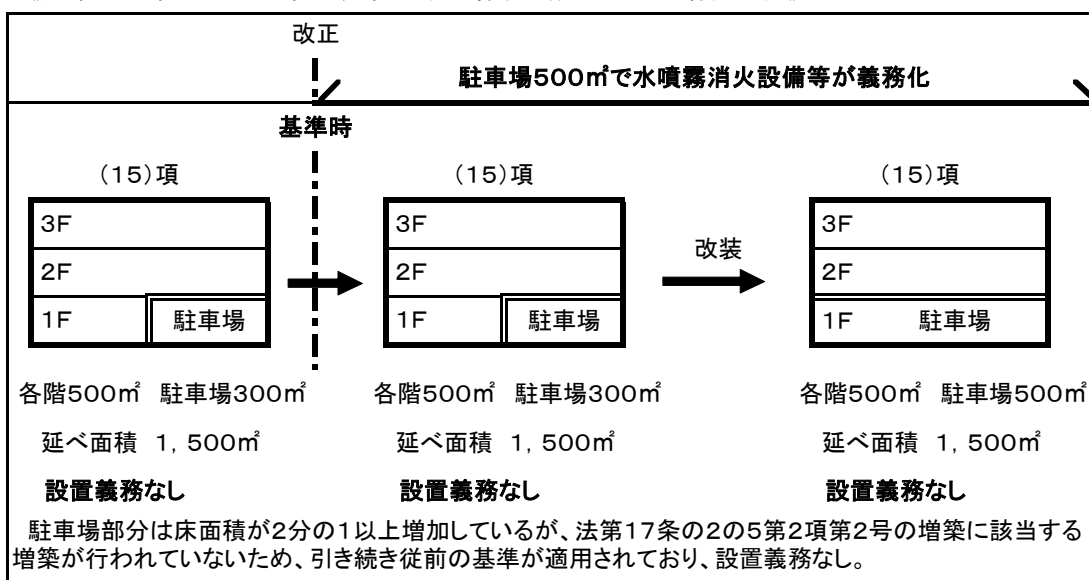 改正
駐車場500㎡で水噴霧消火設備等が義務化
基準時
(15)項
(15)項
(15)項
3F
2F
1F 駐車場
3F
2F
1F 駐車場
改装
3F
2F
1F 駐車場
各階500㎡ 駐車場300㎡
各階500㎡ 駐車場300㎡
各階500㎡ 駐車場500㎡
延べ面積 1,500㎡
延べ面積 1,500㎡
延べ面積 1,500㎡
設置義務なし
設置義務なし
設置義務なし
駐車場部分は床面積が2分の1以上増加しているが、法第17条の2の5第2項第2号の増築に該当する
増築が行われていないため、引き続き従前の基準が適用されており、設置義務なし。